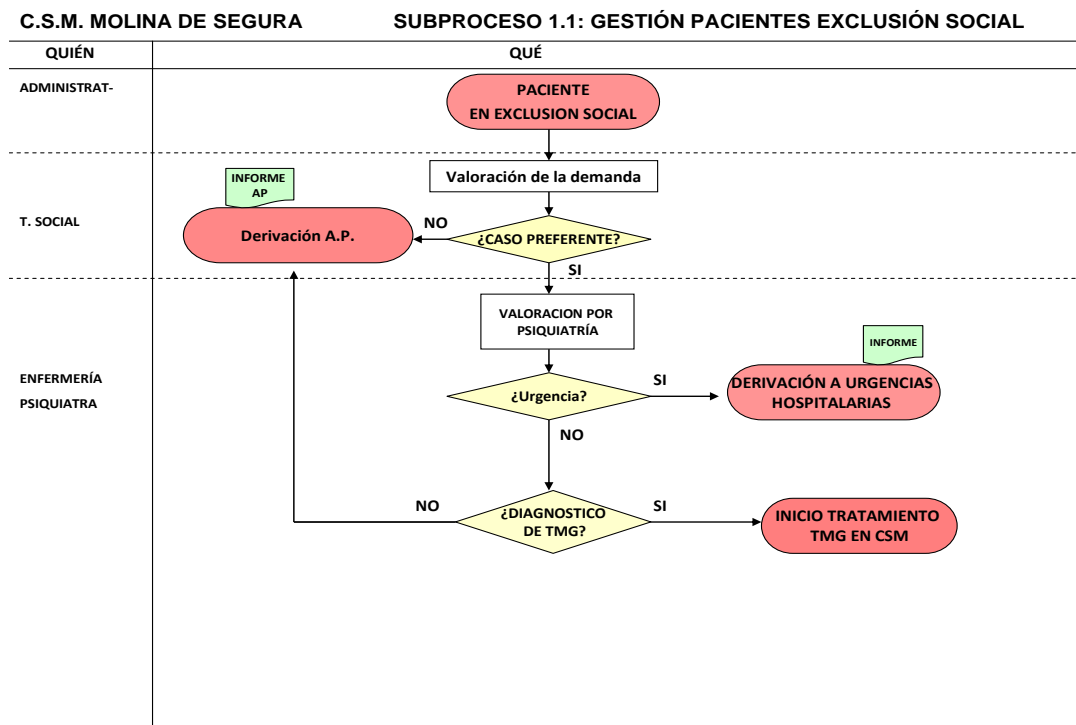 C.S.M. MOLINA DE SEGURA SUBPROCESO 1.1: GESTIÓN PACIENTES EXCLUSIÓN SOCIAL
QUIÉN QUÉ
ADMINISTRAT-
PACIENTE
EN EXCLUSION SOCIAL
Valoración de la demanda
INFORME
AP
T. SOCIAL
Derivación A.P.
NO
¿CASO PREFERENTE?
SI
VALORACION POR
PSIQUIATRÍA
INFORME
ENFERMERÍA
PSIQUIATRA
¿Urgencia?
SI
DERIVACIÓN A URGENCIAS
HOSPITALARIAS
NO
NO
¿DIAGNOSTICO
DE TMG?
SI
INICIO TRATAMIENTO
TMG EN CSM